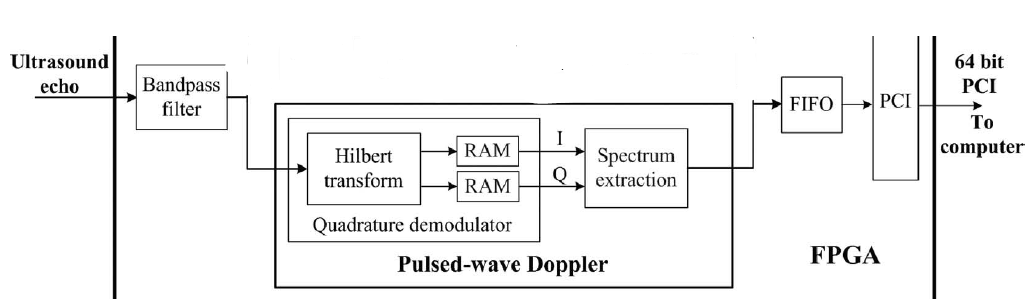 Ultrasound
echo
Bandpass
filter
Hilbert
transform
RAM
RAM
I
Q
Spectrum
extraction
Quadrature demodulator
Pulsed-wave Doppler
FIFO
PCI
FPGA
64 bit
PCI
To
computer